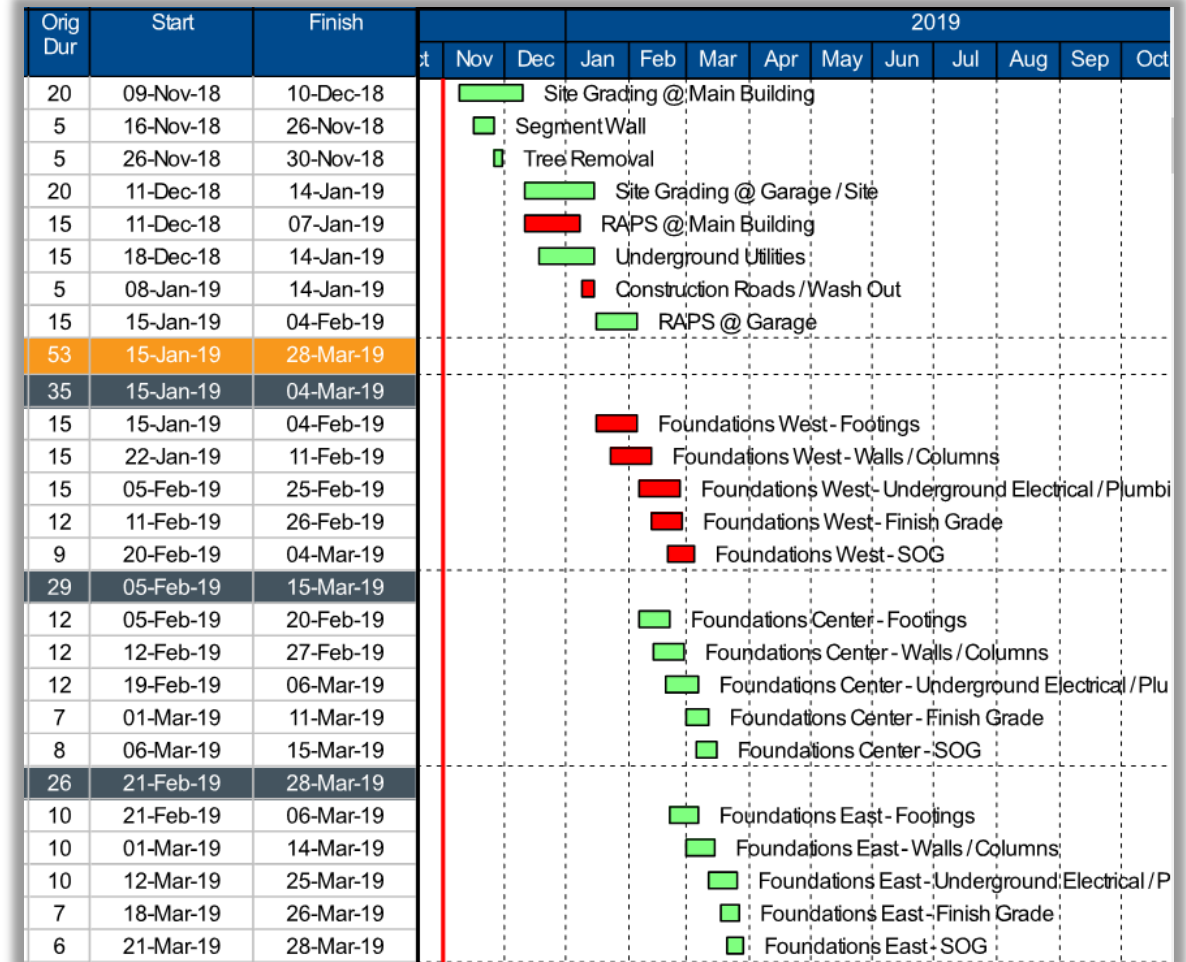 Orig Dur Start Finish 2019
ct Nov Dec Jan Feb Mar Apr May Jun Jul Aug Sep Oct
20 09-Nov-18 10-Dec-18 Site Grading @ Main Building
5 16-Nov-18 26-Nov-18 Segment Wall
5 26-Nov-18 30-Nov-18 Tree Removal
20 11-Dec-18 14-Jan-19 Site Grading @ Garage / Site
15 11-Dec-18 07-Jan-19 RAPS @ Main Building
15 18-Dec-18 14-Jan-19 Underground Utilities
5 08-Jan-19 14-Jan-19 Construction Roads / Wash Out
15 15-Jan-19 04-Feb-19 RAPS @ Garage
53 15-Jan-19 28-Mar-19
35 15-Jan-19 04-Mar-19
15 15-Jan-19 04-Feb-19 Foundations West - Footings
15 22-Jan-19 11-Feb-19 Foundations West - Walls / Columns
15 05-Feb-19 25-Feb-19 Foundations West - Underground Electrical / Plumbi
12 11-Feb-19 26-Feb-19 Foundations West - Finish Grade
9 20-Feb-19 04-Mar-19 Foundations West - SOG
29 05-Feb-19 15-Mar-19
12 05-Feb-19 20-Feb-19 Foundations Center - Footings
12 12-Feb-19 27-Feb-19 Foundations Center - Walls / Columns
12 19-Feb-19 06-Mar-19 Foundations Center - Underground Electrical / Plu
7 01-Mar-19 11-Mar-19 Foundations Center - Finish Grade
8 06-Mar-19 15-Mar-19 Foundations Center - SOG
26 21-Feb-19 28-Mar-19
10 21-Feb-19 06-Mar-19 Foundations East - Footings
10 01-Mar-19 14-Mar-19 Foundations East - Walls / Columns
10 12-Mar-19 25-Mar-19 Foundations East - Underground Electrical / P
7 18-Mar-19 26-Mar-19 Foundations East - Finish Grade
6 21-Mar-19 28-Mar-19 Foundations East - SOG